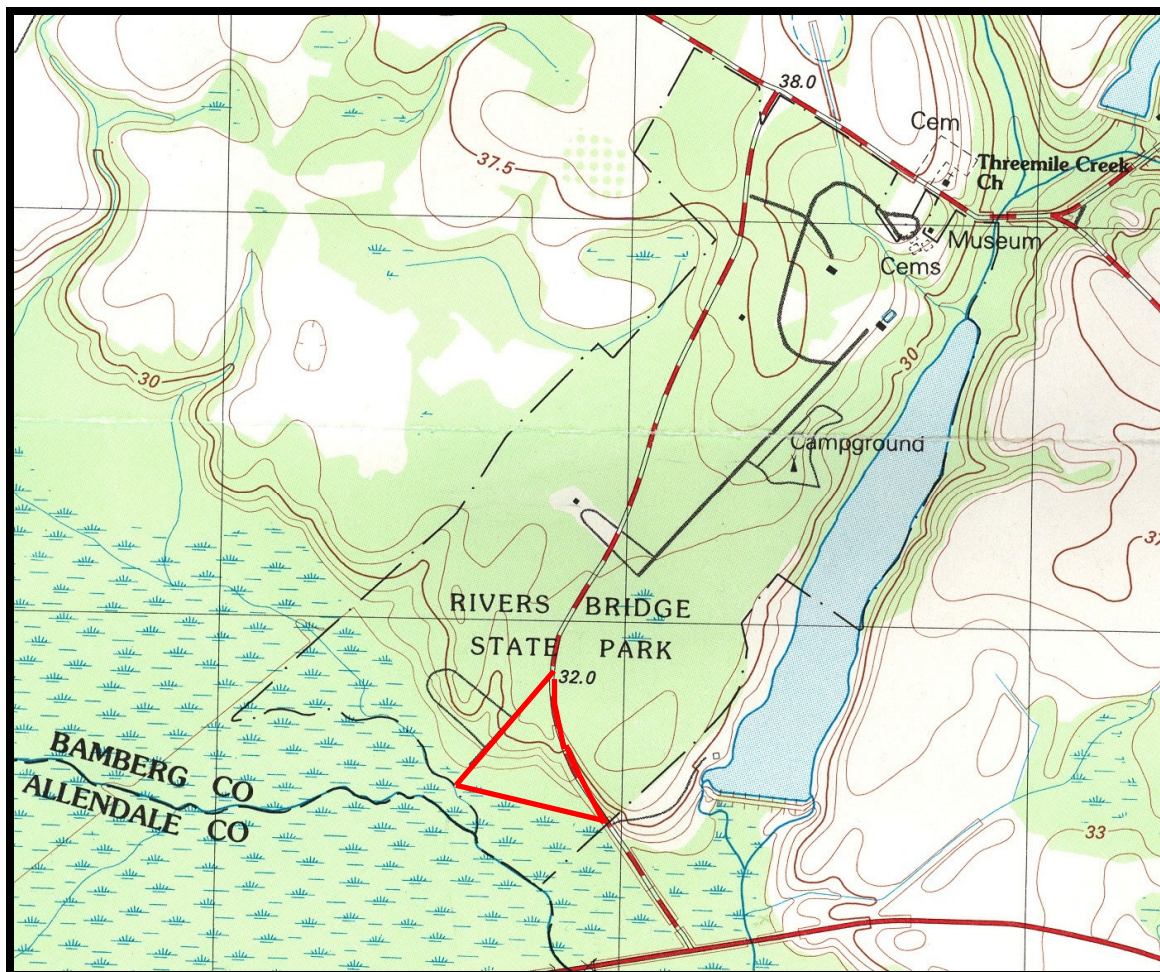 38.0
Cem
37.5
Threemile Creek
Ch
Museum
Cems
30
30
Campground
RIVERS BRIDGE
STATE PARK
32.0
BAMBERG CO
ALLENDALE CO
33